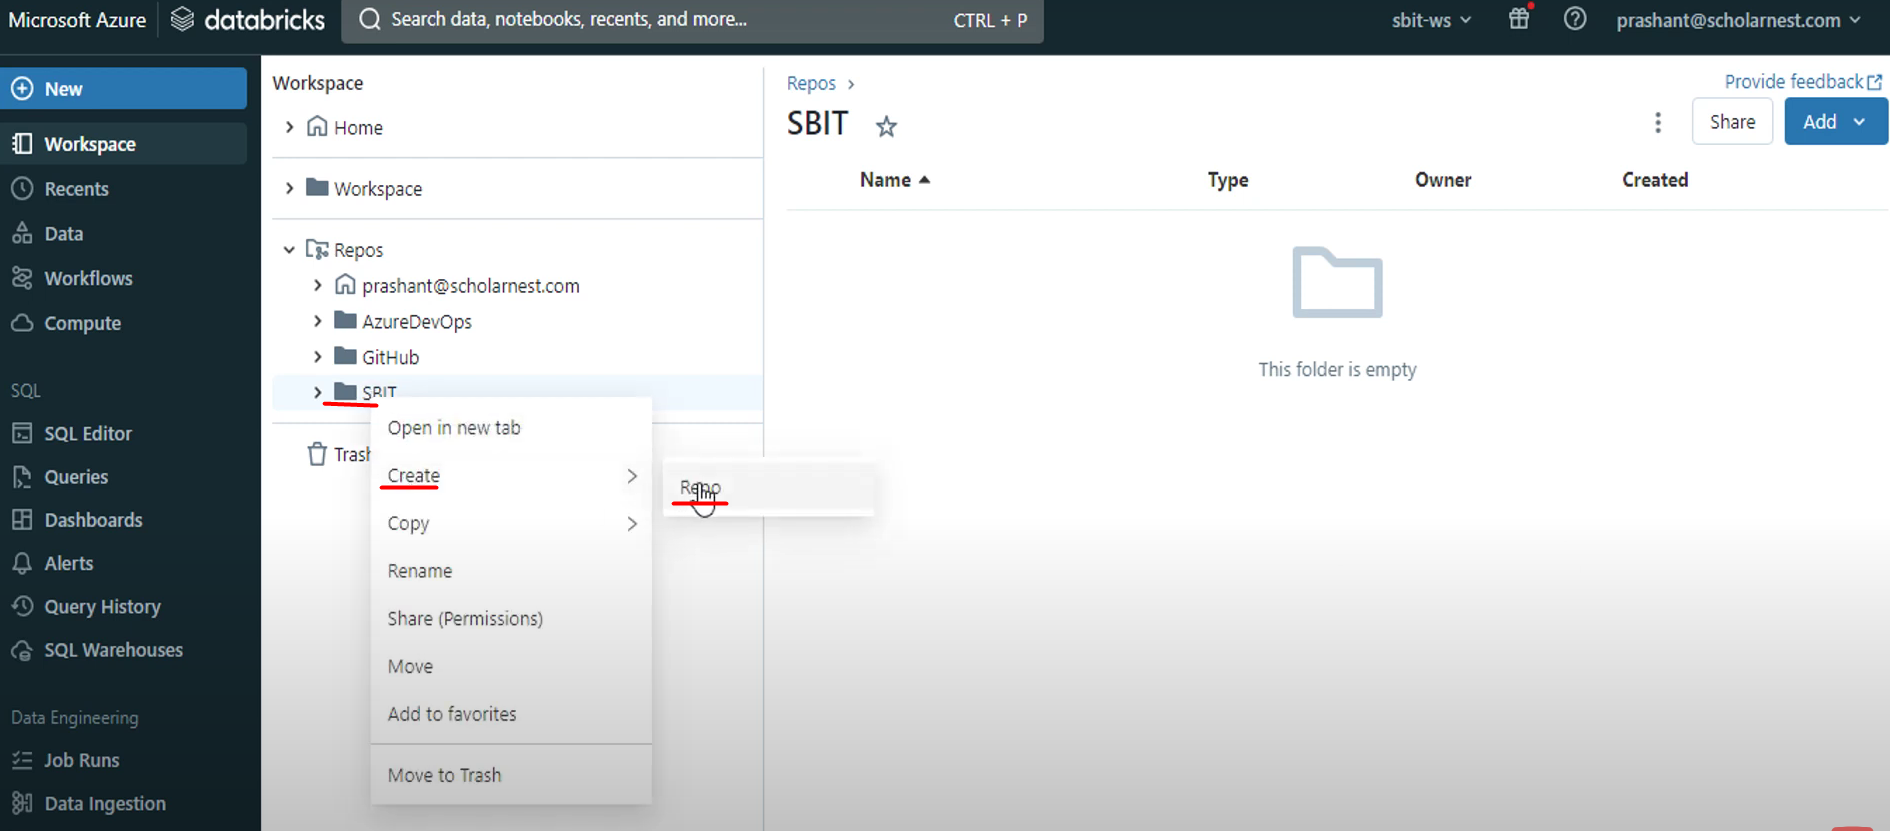 Microsoft Azure
databricks
Search data, notebooks, recents, and more...
CTRL + P
sbit-ws
prashant@scholarnest.com
New
Workspace
Recents
Data
Workflows
Compute
SQL
SQL Editor
Queries
Dashboards
Alerts
Query History
SQL Warehouses
Data Engineering
Job Runs
Data Ingestion
Workspace
Home
Workspace
Repos
prashant@scholarnest.com
AzureDevOps
GitHub
SBIT
Trash
Open in new tab
Create
Repo
Copy
Rename
Share (Permissions)
Move
Add to favorites
Move to Trash
Repos
Provide feedback
SBIT
Share
Add
Name
Type
Owner
Created
This folder is empty